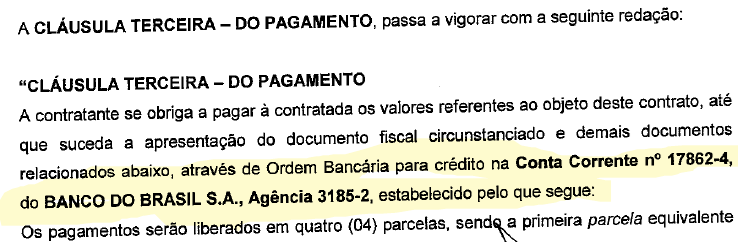 A CLÁUSULA TERCEIRA – DO PAGAMENTO, passa a vigorar com a seguinte redação:
“CLÁUSULA TERCEIRA – DO PAGAMENTO
A contratante se obriga a pagar à contratada os valores referentes ao objeto deste contrato, até
que suceda a apresentação do documento fiscal circunstanciado e demais documentos
relacionados abaixo, através de Ordem Bancária para crédito na Conta Corrente nº 17862-4,
do BANCO DO BRASIL S.A., Agência 3185-2, estabelecido pelo que segue:
Os pagamentos serão liberados em quatro (04) parcelas, sendo a primeira parcela equivalente